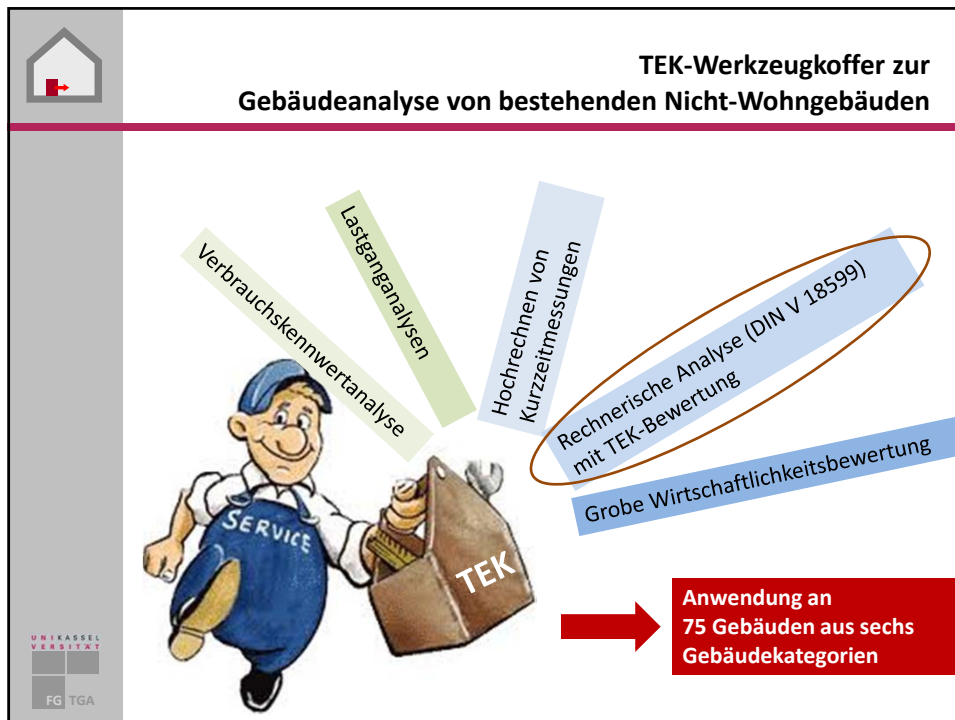 TEK-Werkzeugkoffer zur
Gebäudeanalyse von bestehenden Nicht-Wohngebäuden
Verbrauchskennwertanalyse
Lastganganalysen
Hochrechnen von
Kurzzeitmessungen
Rechnerische Analyse (DIN V 18599)
mit TEK-Bewertung
Grobe Wirtschaftlichkeitsbewertung
SERVICE
TEK
Anwendung an
75 Gebäuden aus sechs
Gebäudekategorien
UNIKASSEL
VERSITÄT
FG TGA